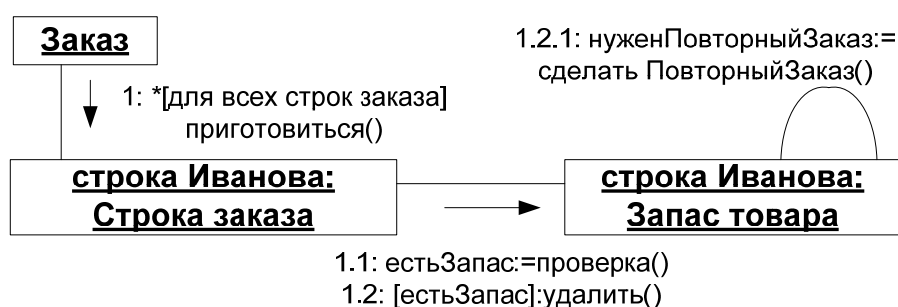 Заказ
1.2.1: нуженПовторныйЗаказ:=
сделать ПовторныйЗаказ()
1: *[для всех строк заказа]
приготовиться()
строка Иванова:
Строка заказа
строка Иванова:
Запас товара
1.1: естьЗапас:=проверка()
1.2: [естьЗапас]:удалить()